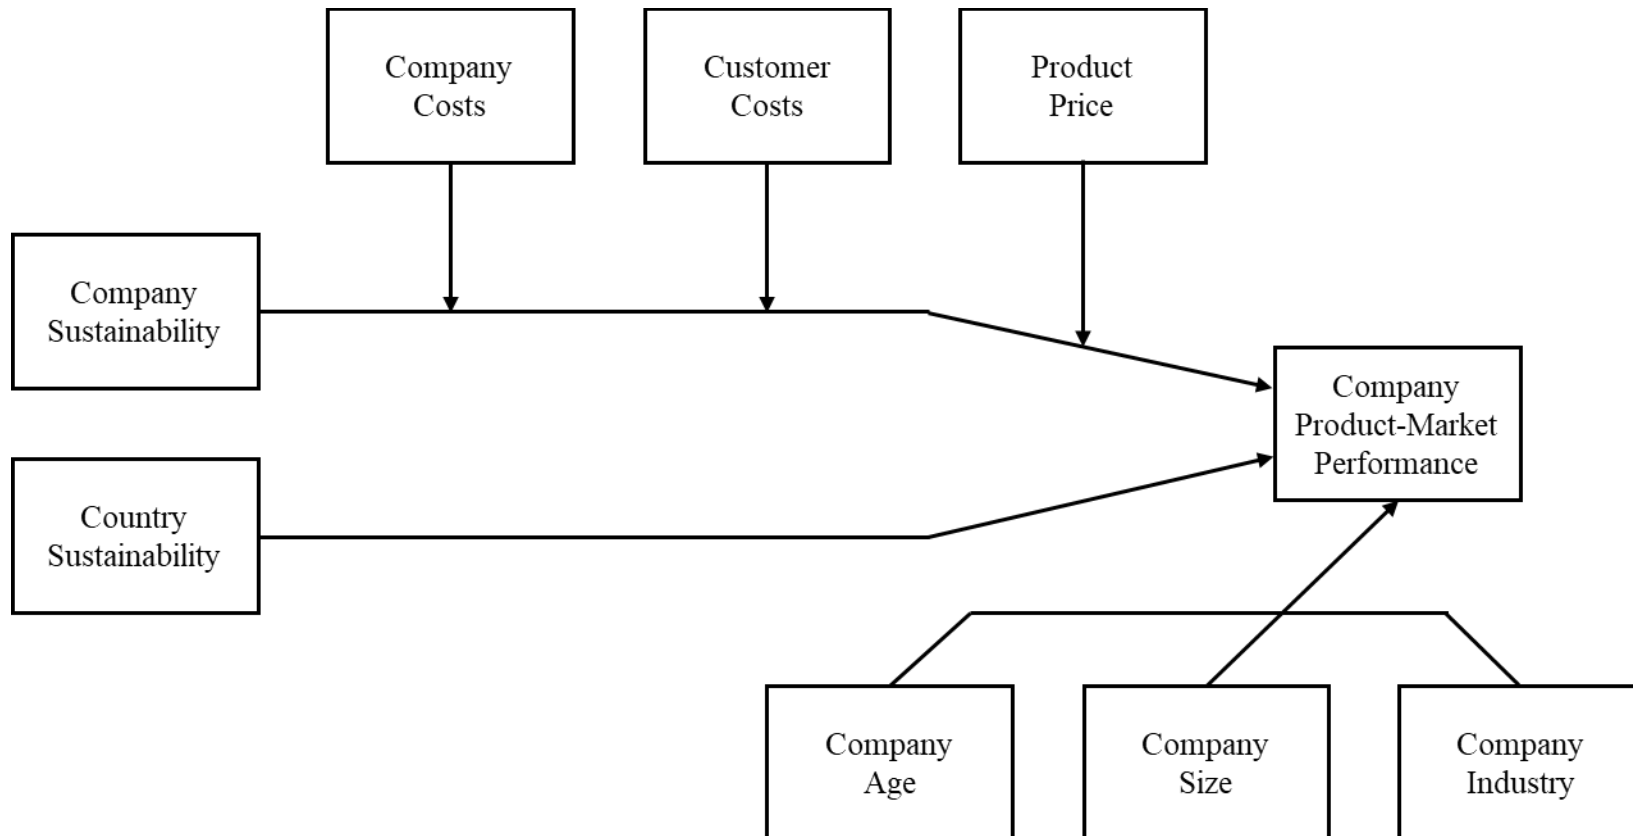 Company
Costs
Customer
Costs
Product
Price
Company
Sustainability
Company
Product-Market
Performance
Country
Sustainability
Company
Age
Company
Size
Company
Industry